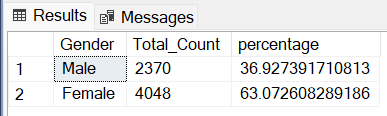 Results Messages
Gender Total_Count percentage
1 Male 2370 36.927391710813
2 Female 4048 63.072608289186